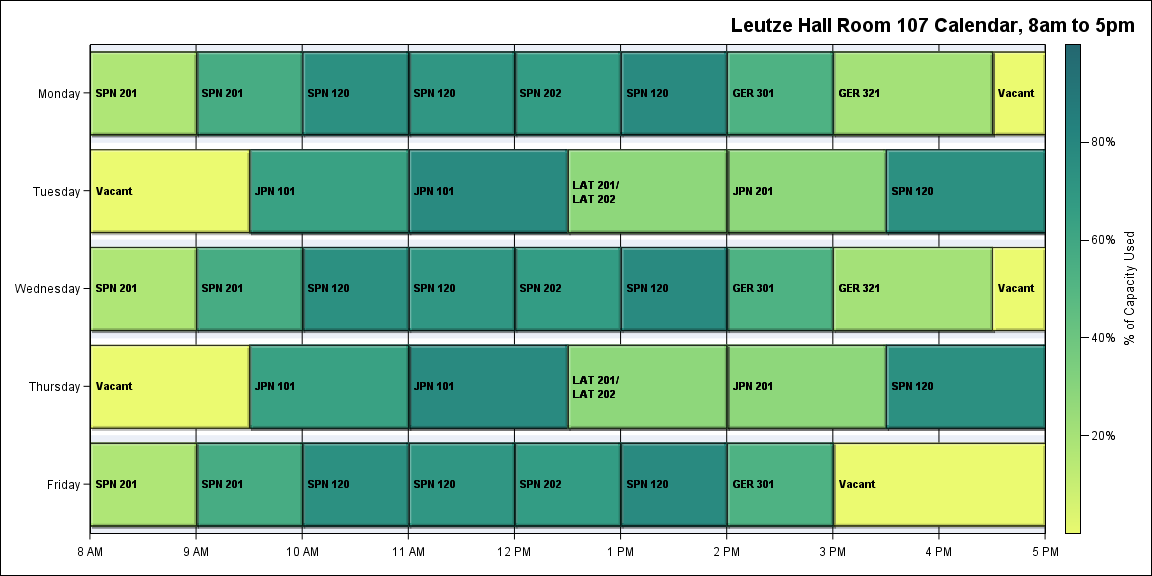 Leutze Hall Room 107 Calendar, 8am to 5pm
Monday
SPN 201
SPN 201
SPN 120
SPN 120
SPN 202
SPN 120
GER 301
GER 321
Vacant
Tuesday
Vacant
JPN 101
JPN 101
LAT 201/
LAT 202
JPN 201
SPN 120
Wednesday
SPN 201
SPN 201
SPN 120
SPN 120
SPN 202
SPN 120
GER 301
GER 321
Vacant
Thursday
Vacant
JPN 101
JPN 101
LAT 201/
LAT 202
JPN 201
SPN 120
Friday
SPN 201
SPN 201
SPN 120
SPN 120
SPN 202
SPN 120
GER 301
Vacant
8 AM
9 AM
10 AM
11 AM
12 PM
1 PM
2 PM
3 PM
4 PM
5 PM
80%
60%
40%
20%
% of Capacity Used